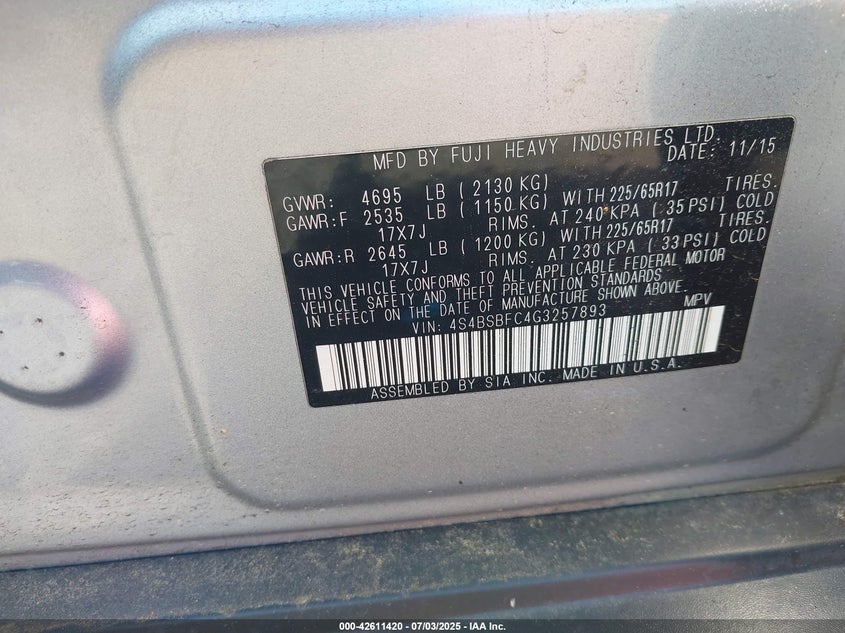 MFD BY FUJI HEAVY INDUSTRIES LTD.
DATE: 11/15
GVWR: 4695 LB ( 2130 KG)
GAWR:F 2535 LB ( 1150 KG) WITH 225/65R17 TIRES.
17X7J RIMS. AT 240 KPA ( 35 PSI) COLD
GAWR:R 2645 LB ( 1200 KG) WITH 225/65R17 TIRES.
17X7J RIMS. AT 230 KPA ( 33 PSI) COLD
THIS VEHICLE CONFORMS TO ALL APPLICABLE FEDERAL MOTOR
VEHICLE SAFETY AND THEFT PREVENTION STANDARDS
IN EFFECT ON THE DATE OF MANUFACTURE SHOWN ABOVE.
VIN: 4S4BSBFC4G3257893 MPV
ASSEMBLED BY SIA INC. MADE IN U.S.A.
000-42611420 - 07/03/2025 - IAA Inc.